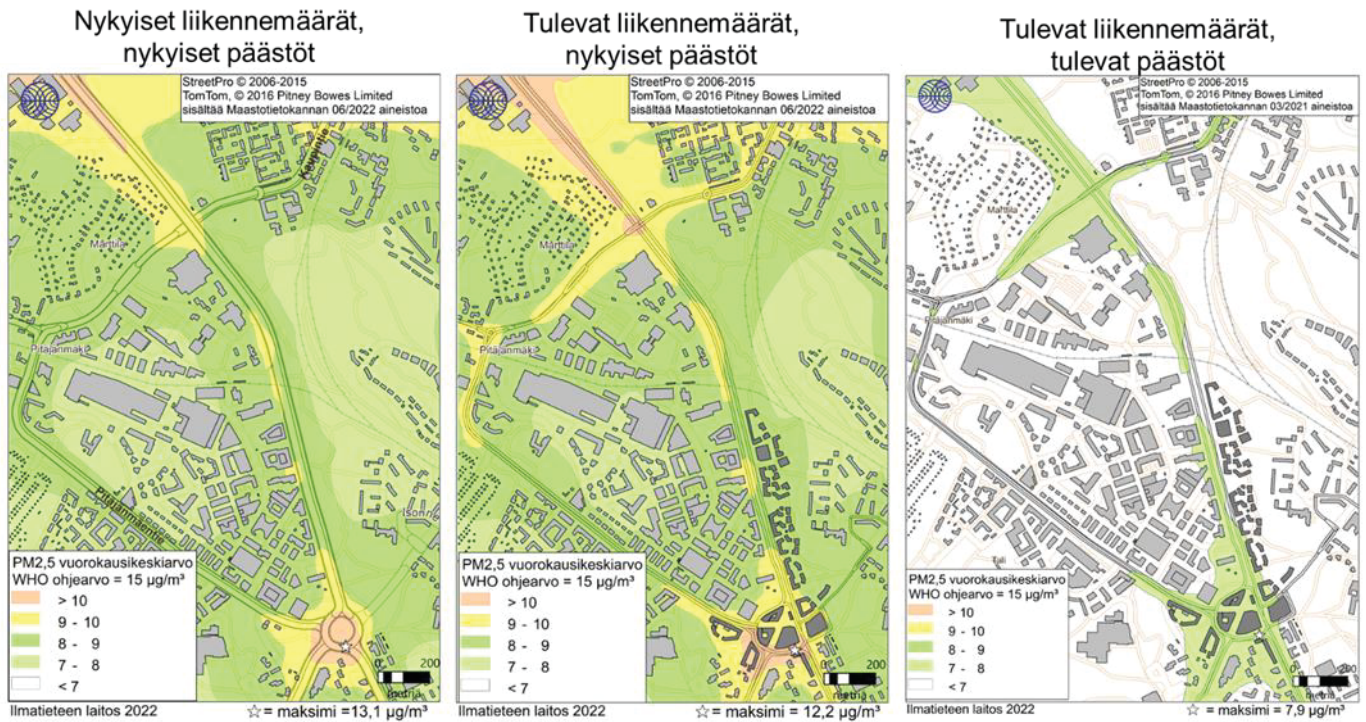 Nykyiset liikennemäärät,
nykyiset päästöt
StreetPro © 2006-2015
TomTom, © 2016 Pitney Bowes Limited
sisältää Maastotietokannan 06/2022 aineistoa
Marttila
Pitäjänmäki
Pitäjänmäentie
PM2,5 vuorokausikeskiarvo
WHO ohjearvo = 15 µg/m³
> 10
9 - 10
8 - 9
7 - 8
< 7
0 200
metriä
Ilmatieteen laitos 2022
☆= maksimi =13,1 µg/m³
Tulevat liikennemäärät,
nykyiset päästöt
StreetPro © 2006-2015
TomTom, © 2016 Pitney Bowes Limited
sisältää Maastotietokannan 06/2022 aineistoa
Marttila
Pitäjänmäki
PM2,5 vuorokausikeskiarvo
WHO ohjearvo = 15 µg/m³
> 10
9 - 10
8 - 9
7 - 8
< 7
0 200
metriä
Ilmatieteen laitos 2022
☆= maksimi = 12,2 µg/m³
Tulevat liikennemäärät,
tulevat päästöt
StreetPro © 2006-2015
TomTom, © 2016 Pitney Bowes Limited
sisältää Maastotietokannan 03/2021 aineistoa
Marttila
Pitäjänmäki
Tali
PM2,5 vuorokausikeskiarvo
WHO ohjearvo = 15 µg/m³
> 10
9 - 10
8 - 9
7 - 8
< 7
0 200
metriä
Ilmatieteen laitos 2022
☆ = maksimi = 7,9 µg/m³